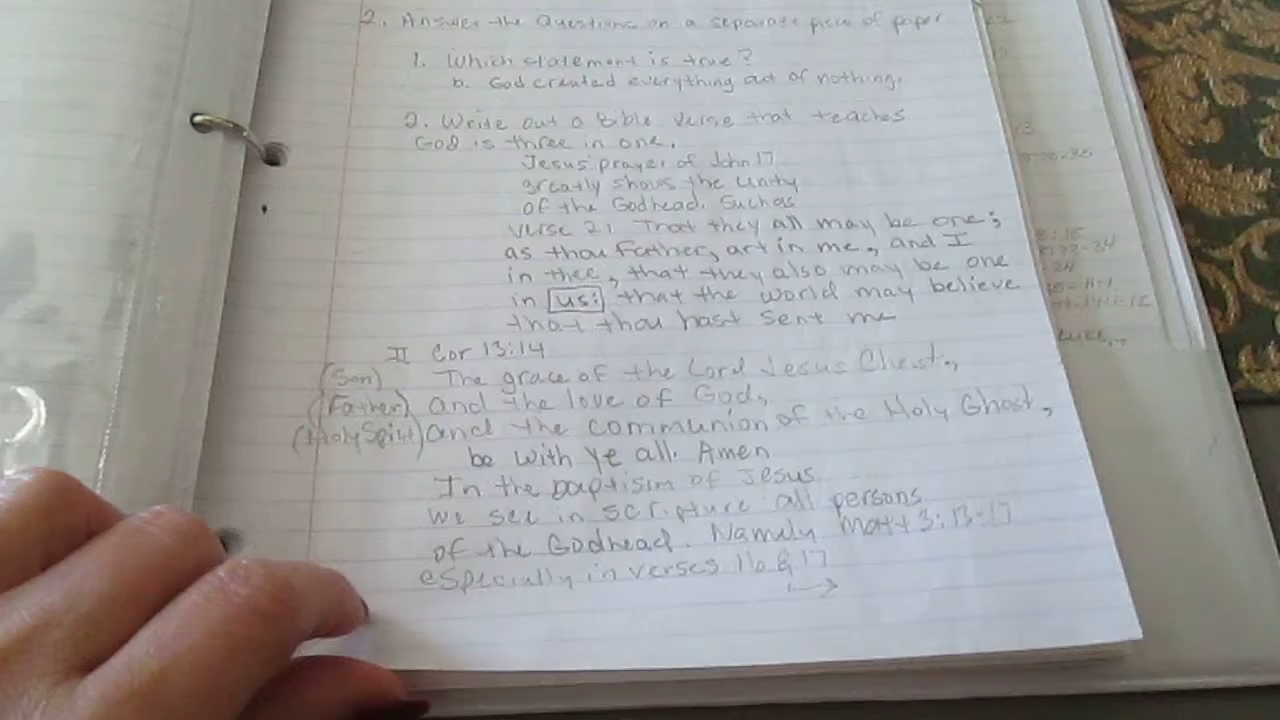 2. Answer the Questions on a separate piece of paper
1. Which statement is true?
b. God created everything out of nothing.
2. Write out a Bible verse that teaches
God is three in one.
Jesus' prayer of John 17
greatly shows the unity
of the Godhead. Such as
verse 21 That they all may be one;
as thou Father, art in me, and I
in thee, that they also may be one
in us: that the world may believe
that thou hast sent me
II Cor 13:14
(Son) The grace of the Lord Jesus Christ,
(Father) and the love of God,
(Holy Spirit) and the communion of the Holy Ghost,
be with ye all. Amen
In the baptism of Jesus
we see in scripture all persons
of the Godhead. Namely Matt 3:13-17
especially in verses 16 & 17